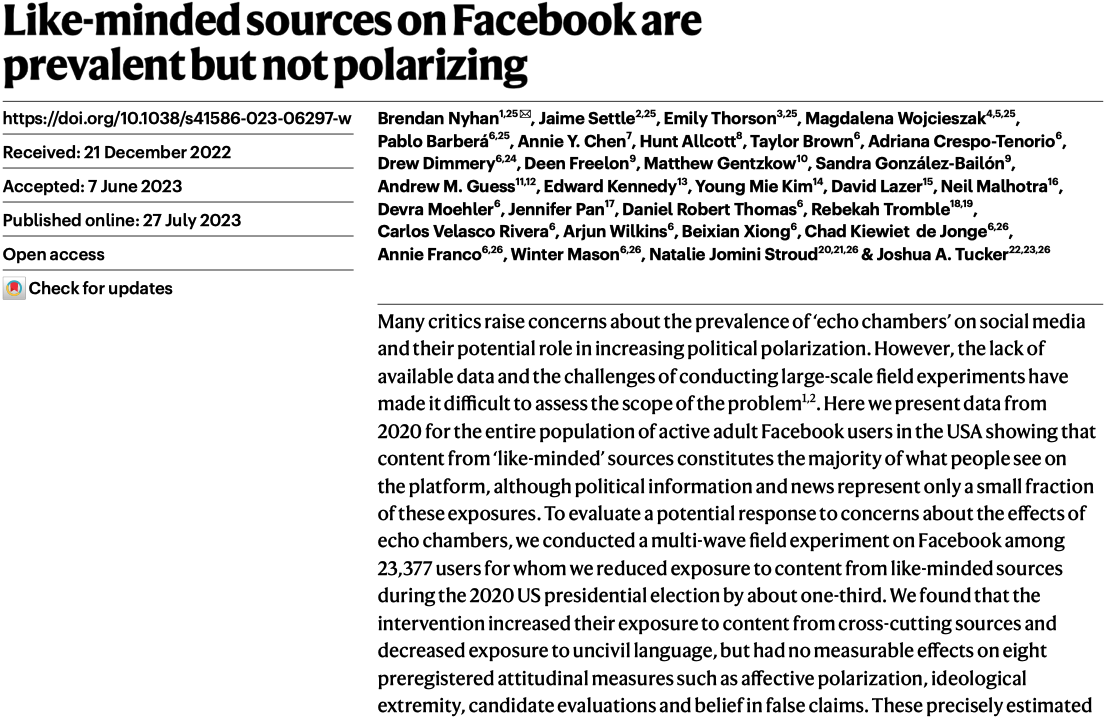 Like-minded sources on Facebook are
prevalent but not polarizing
https://doi.org/10.1038/s41586-023-06297-w
Received: 21 December 2022
Accepted: 7 June 2023
Published online: 27 July 2023
Open access
Check for updates
Brendan Nyhan1,25✉, Jaime Settle2,25, Emily Thorson3,25, Magdalena Wojcieszak4,5,25,
Pablo Barberá6,25, Annie Y. Chen7, Hunt Allcott8, Taylor Brown6, Adriana Crespo-Tenorio6,
Drew Dimmery6,24, Deen Freelon9, Matthew Gentzkow10, Sandra González-Bailón9,
Andrew M. Guess11,12, Edward Kennedy13, Young Mie Kim14, David Lazer15, Neil Malhotra16,
Devra Moehler6, Jennifer Pan17, Daniel Robert Thomas6, Rebekah Tromble18,19,
Carlos Velasco Rivera6, Arjun Wilkins6, Beixian Xiong6, Chad Kiewiet de Jonge6,26,
Annie Franco6,26, Winter Mason6,26, Natalie Jomini Stroud20,21,26 & Joshua A. Tucker22,23,26
Many critics raise concerns about the prevalence of ‘echo chambers’ on social media
and their potential role in increasing political polarization. However, the lack of
available data and the challenges of conducting large-scale field experiments have
made it difficult to assess the scope of the problem1,2. Here we present data from
2020 for the entire population of active adult Facebook users in the USA showing that
content from ‘like-minded’ sources constitutes the majority of what people see on
the platform, although political information and news represent only a small fraction
of these exposures. To evaluate a potential response to concerns about the effects of
echo chambers, we conducted a multi-wave field experiment on Facebook among
23,377 users for whom we reduced exposure to content from like-minded sources
during the 2020 US presidential election by about one-third. We found that the
intervention increased their exposure to content from cross-cutting sources and
decreased exposure to uncivil language, but had no measurable effects on eight
preregistered attitudinal measures such as affective polarization, ideological
extremity, candidate evaluations and belief in false claims. These precisely estimated